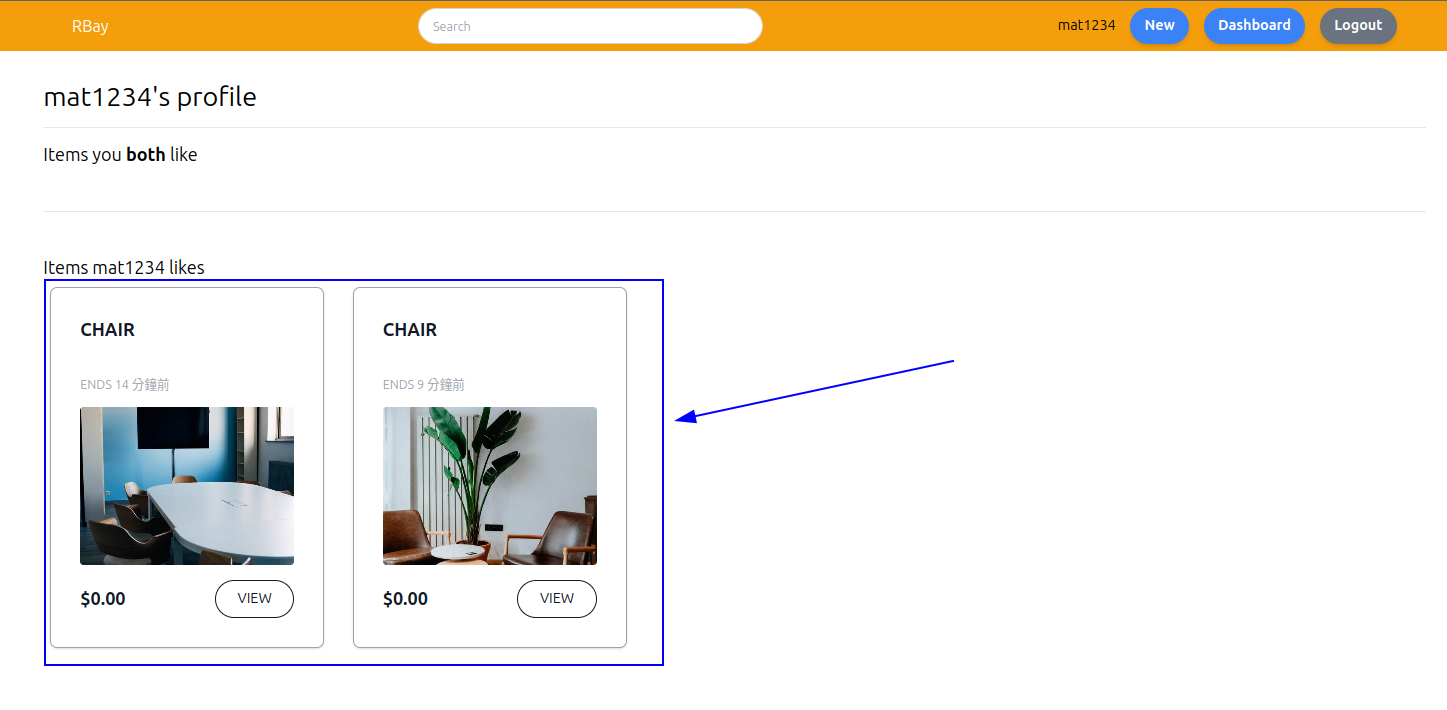 RBay
Search
mat1234
New
Dashboard
Logout
mat1234's profile
Items you both like
Items mat1234 likes
CHAIR
ENDS 14 分鐘前
$0.00
VIEW
CHAIR
ENDS 9 分鐘前
$0.00
VIEW